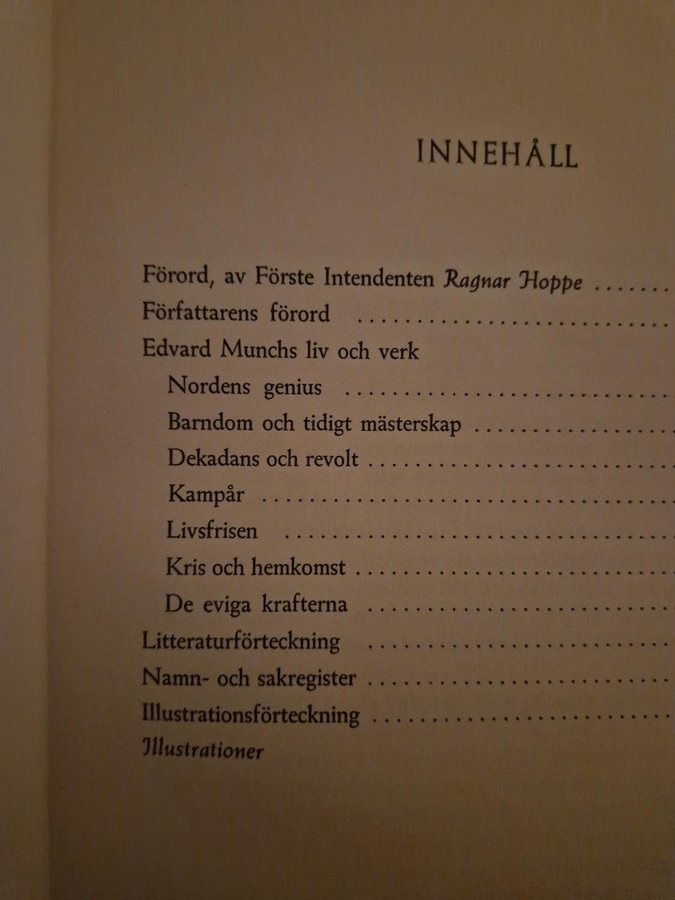 INNEHÅLL
Förord, av Förste Intendenten Ragnar Hoppe .......
Författarens förord ......................
Edvard Munchs liv och verk
Nordens genius .......................
Barndom och tidigt mästerskap ..............
Dekadans och revolt .....................
Kampår .............................
Livsfrisen ...........................
Kris och hemkomst ......................
De eviga krafterna .....................
Litteraturförteckning .....................
Namn- och sakregister .....................
Illustrationsförteckning .....................
Illustrationer